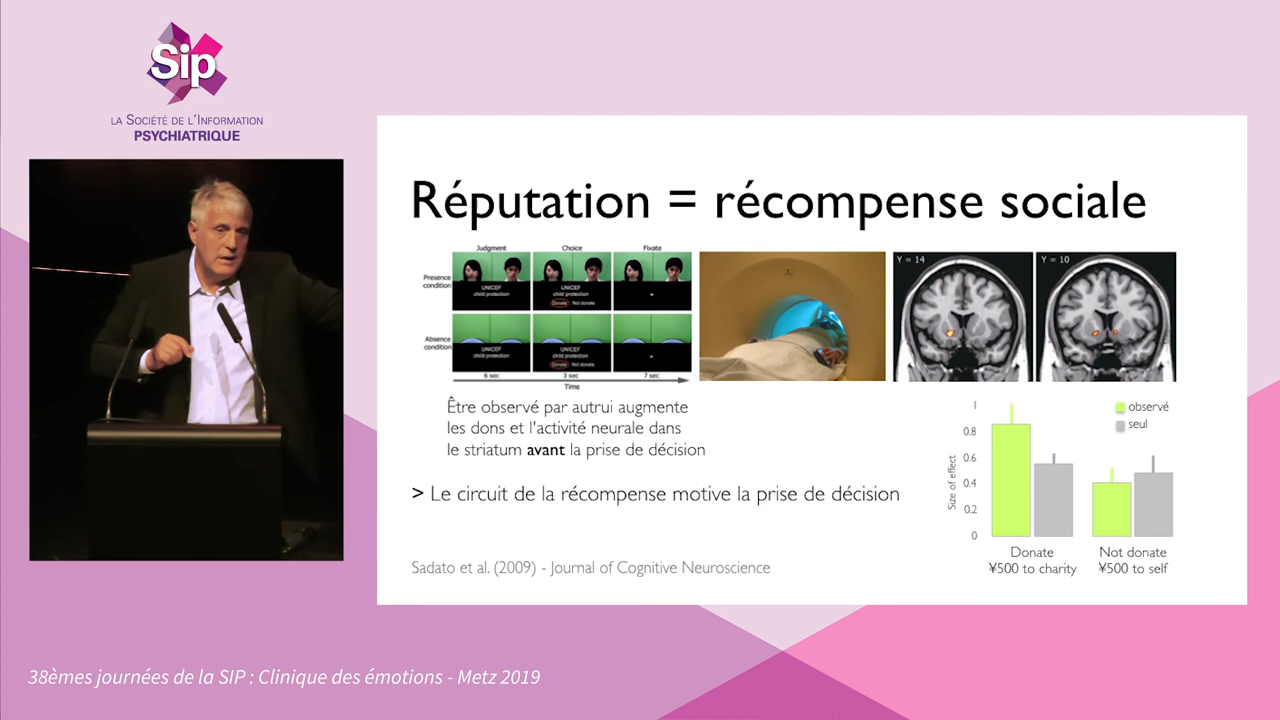 Sip
LA SOCIÉTÉ DE L'INFORMATION
PSYCHIATRIQUE
Réputation = récompense sociale
Judgment Choice Fixate
Presence
condition
UNICEF
child protection
UNICEF
child protection
Donate Not donate
+
Absence
condition
UNICEF
child protection
UNICEF
child protection
Donate Not donate
+
6 sec 3 sec 7 sec
Time
Y = 14
Y = 10
Être observé par autrui augmente
les dons et l'activité neurale dans
le striatum avant la prise de décision
> Le circuit de la récompense motive la prise de décision
Sadato et al. (2009) - Journal of Cognitive Neuroscience
observé
seul
Size of effect
1
0.8
0.6
0.4
0.2
0
Donate
¥500 to charity
Not donate
¥500 to self
38èmes journées de la SIP : Clinique des émotions - Metz 2019